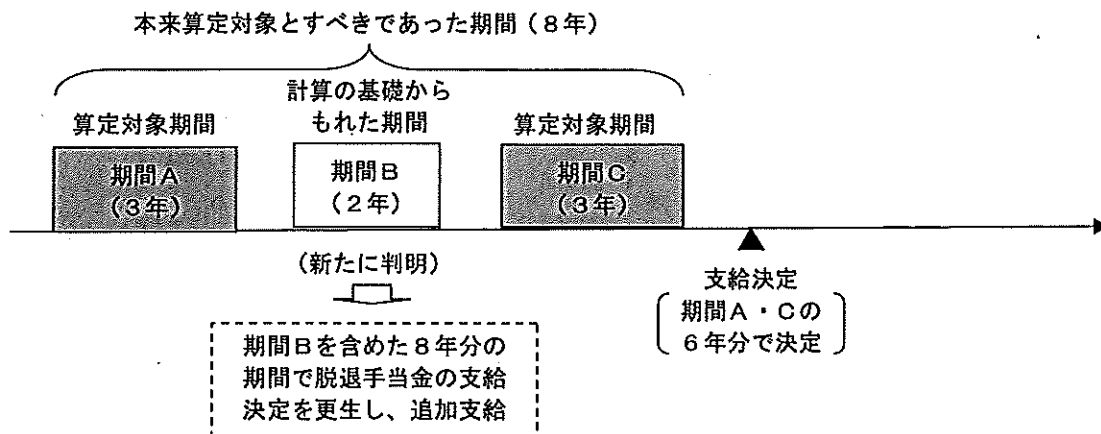 本来算定対象とすべきであった期間(8年)
計算の基礎から
もれた期間
算定対象期間
算定対象期間
期間A
(3年)
期間B
(2年)
期間C
(3年)
(新たに判明)
支給決定
期間A・Cの
6年分で決定
期間Bを含めた8年分の
期間で脱退手当金の支給
決定を更生し、追加支給